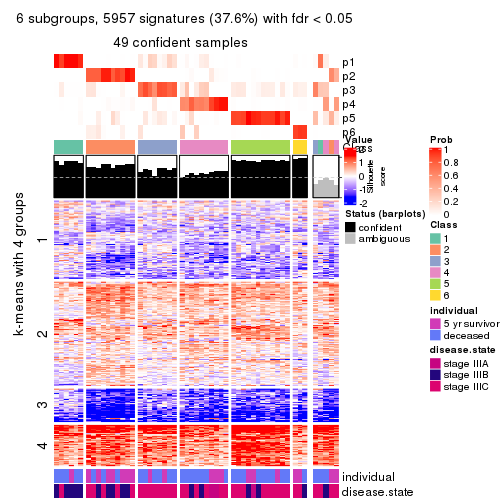 6 subgroups, 5957 signatures (37.6%) with fdr < 0.05
49 confident samples
p1
p2
p3
p4
p5
p6
Class
Silhouette
score
k-means with 4 groups
1
2
3
4
individual
disease.state
Value
0
-1
-2
Status (barplots)
confident
ambiguous
Prob
1
0.8
0.6
0.4
0.2
0
Class
1
2
3
4
5
6
individual
5 yr survivor
deceased
disease.state
stage IIIA
stage IIIB
stage IIIC